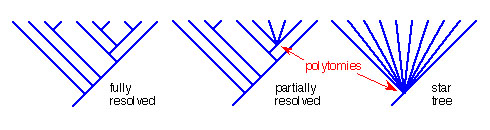 fully
resolved
partially
resolved
polytomies
star
tree